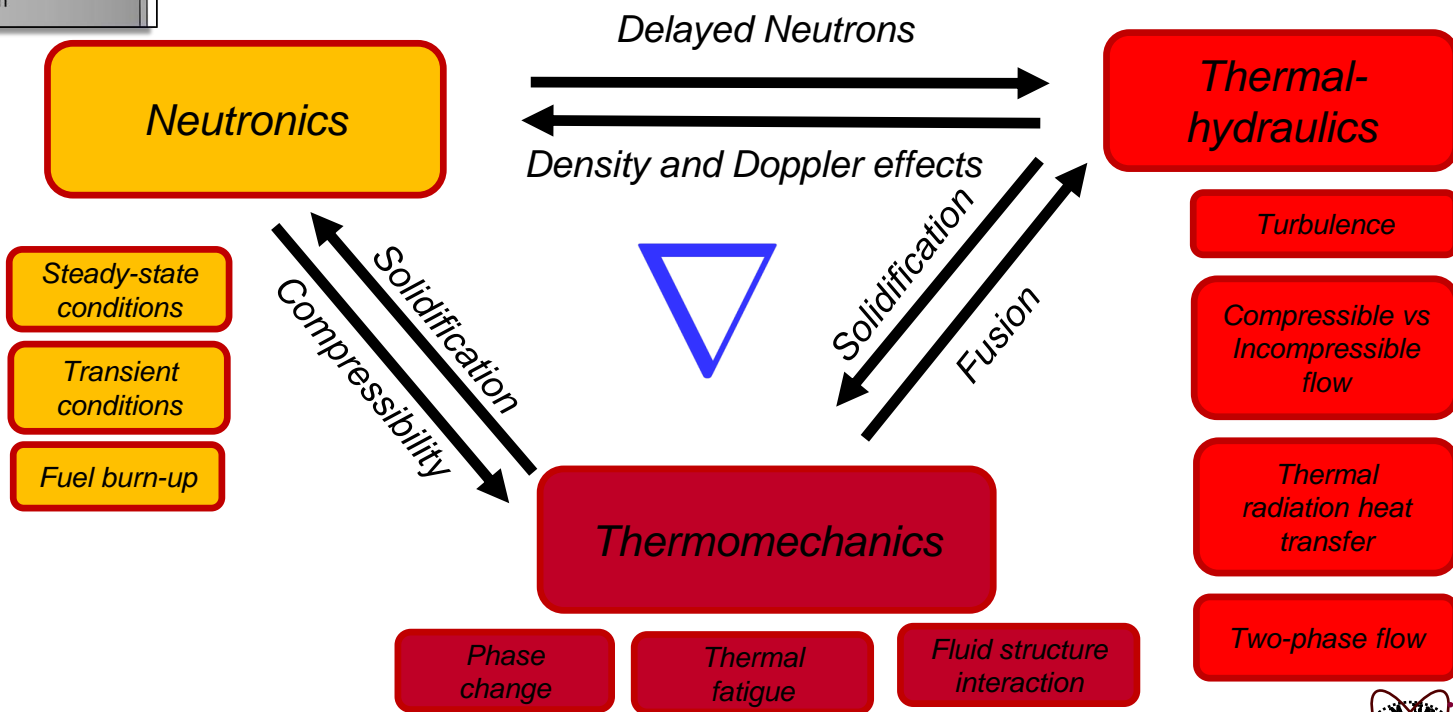 Delayed Neutrons
Neutronics
Thermal-
hydraulics
Density and Doppler effects
Solidification
Compressibility
Solidification
Fusion
Steady-state
conditions
Transient
conditions
Fuel burn-up
Turbulence
Compressible vs
Incompressible
flow
Thermal
radiation heat
transfer
Two-phase flow
Thermomechanics
Phase
change
Thermal
fatigue
Fluid structure
interaction